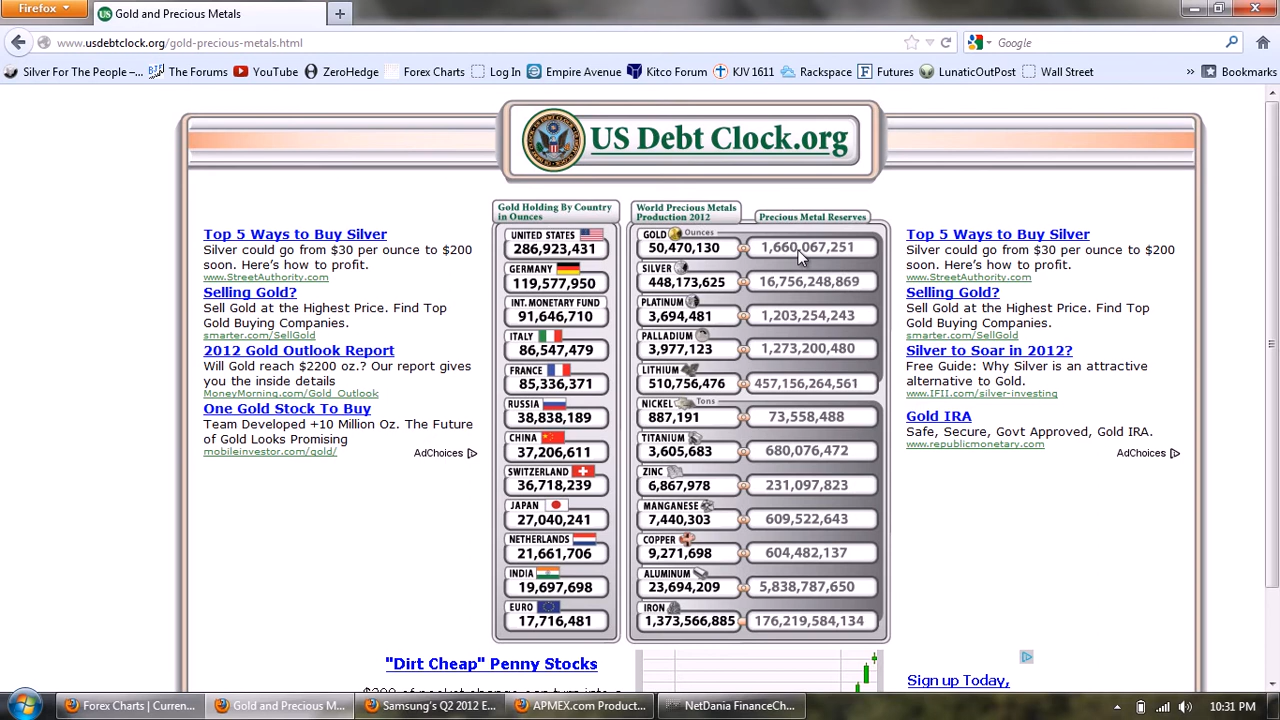 Firefox
Gold and Precious Metals
www.usdebtclock.org/gold-precious-metals.html
Google
Silver For The People –...
The Forums
YouTube
ZeroHedge
Forex Charts
Log In
Empire Avenue
Kitco Forum
KJV 1611
Rackspace
Futures
LunaticOutPost
Wall Street
»
Bookmarks
US Debt Clock.org
Top 5 Ways to Buy Silver
Silver could go from $30 per ounce to $200
soon. Here's how to profit.
www.StreetAuthority.com
Selling Gold?
Sell Gold at the Highest Price. Find Top
Gold Buying Companies.
smarter.com/SellGold
2012 Gold Outlook Report
Will Gold reach $2200 oz.? Our report gives
you the inside details
MoneyMorning.com/Gold_Outlook
One Gold Stock To Buy
Team Developed +10 Million Oz. The Future
of Gold Looks Promising
mobileinvestor.com/gold/
AdChoices
Gold Holding By Country
in Ounces
UNITED STATES
286,923,431
GERMANY
119,577,950
INT. MONETARY FUND
91,646,710
ITALY
86,547,479
FRANCE
85,336,371
RUSSIA
38,838,189
CHINA
37,206,611
SWITZERLAND
36,718,239
JAPAN
27,040,241
NETHERLANDS
21,661,706
INDIA
19,697,698
EURO
17,716,481
World Precious Metals
Production 2012
Precious Metal Reserves
GOLD Ounces
50,470,130 1,660,067,251
SILVER
448,173,625 16,756,248,869
PLATINUM
3,694,481 1,203,254,243
PALLADIUM
3,977,123 1,273,200,480
LITHIUM
510,756,476 457,156,264,561
NICKEL Tons
887,191 73,558,488
TITANIUM
3,605,683 680,076,472
ZINC
6,867,978 231,097,823
MANGANESE
7,440,303 609,522,643
COPPER
9,271,698 604,482,137
ALUMINUM
23,694,209 5,838,787,650
IRON
1,373,566,885 176,219,584,134
Top 5 Ways to Buy Silver
Silver could go from $30 per ounce to $200
soon. Here's how to profit.
www.StreetAuthority.com
Selling Gold?
Sell Gold at the Highest Price. Find Top
Gold Buying Companies.
smarter.com/SellGold
Silver to Soar in 2012?
Free Guide: Why Silver is an attractive
alternative to Gold.
www.IFII.com/silver-investing
Gold IRA
Safe, Secure, Govt Approved, Gold IRA.
www.republicmonetary.com
AdChoices
"Dirt Cheap" Penny Stocks
Sign up Today,
Forex Charts | Curren...
Gold and Precious M...
Samsung's Q2 2012 E...
APMEX.com Product...
NetDania FinanceCh...
10:31 PM